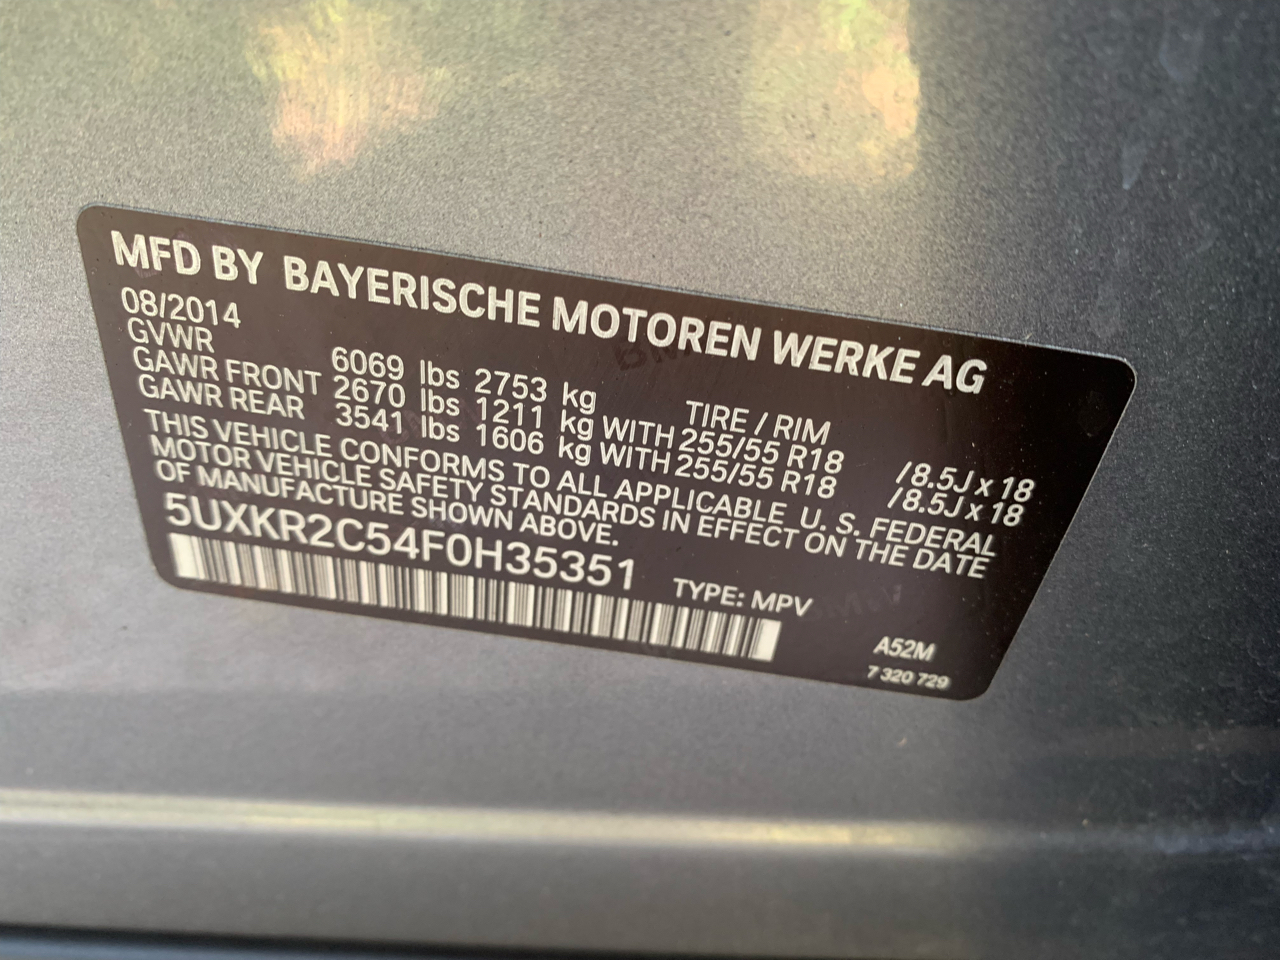 MFD BY BAYERISCHE MOTOREN WERKE AG
08/2014
GVWR 6069 lbs 2753 kg TIRE / RIM
GAWR FRONT 2670 lbs 1211 kg WITH 255/55 R18 /8.5J x 18
GAWR REAR 3541 lbs 1606 kg WITH 255/55 R18 /8.5J x 18
THIS VEHICLE CONFORMS TO ALL APPLICABLE U. S. FEDERAL
MOTOR VEHICLE SAFETY STANDARDS IN EFFECT ON THE DATE
OF MANUFACTURE SHOWN ABOVE.
5UXKR2C54F0H35351 TYPE: MPV
A52M
7 320 729